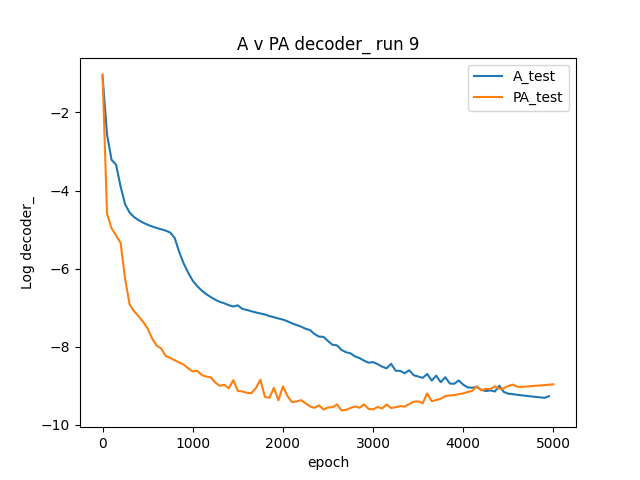 A v PA decoder_ run 9
A_test
PA_test
Log decoder_
−2
−4
−6
−8
−10
0 1000 2000 3000 4000 5000
epoch